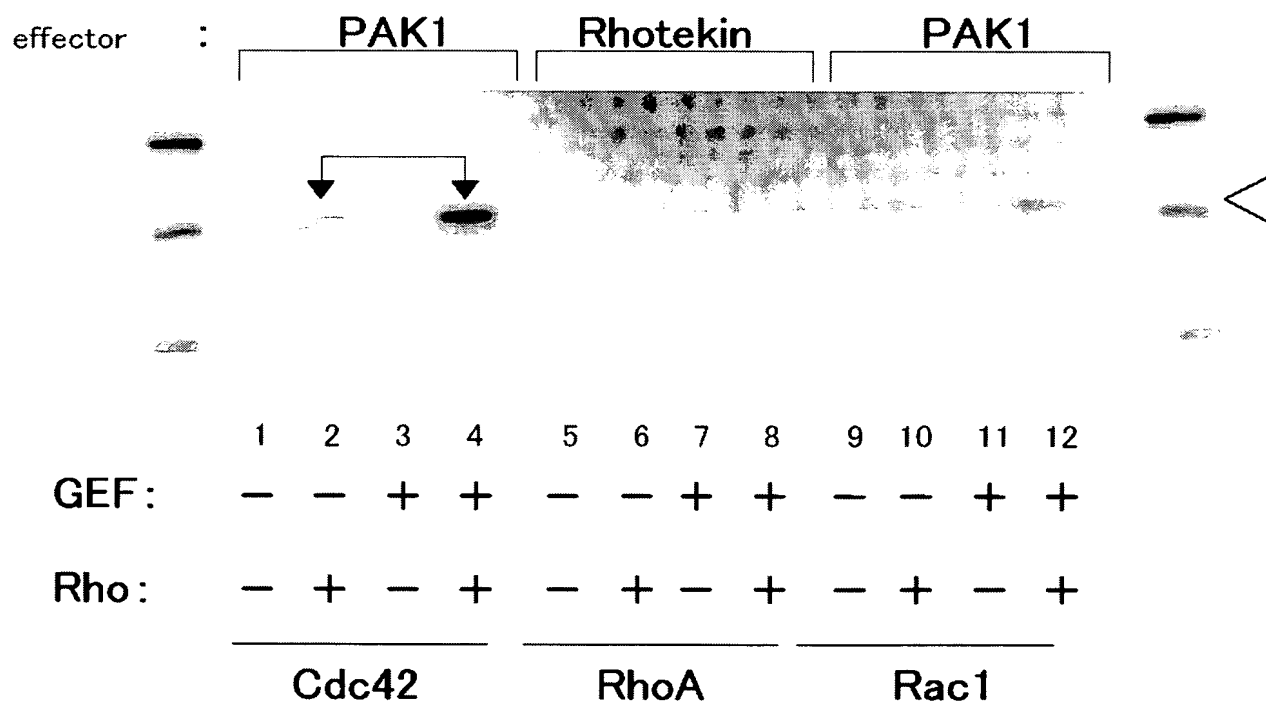 effector : PAK1 Rhotekin PAK1
1 2 3 4 5 6 7 8 9 10 11 12
GEF: − − + + − − + + − − + +
Rho: − + − + − + − + − + − +
Cdc42 RhoA Rac1